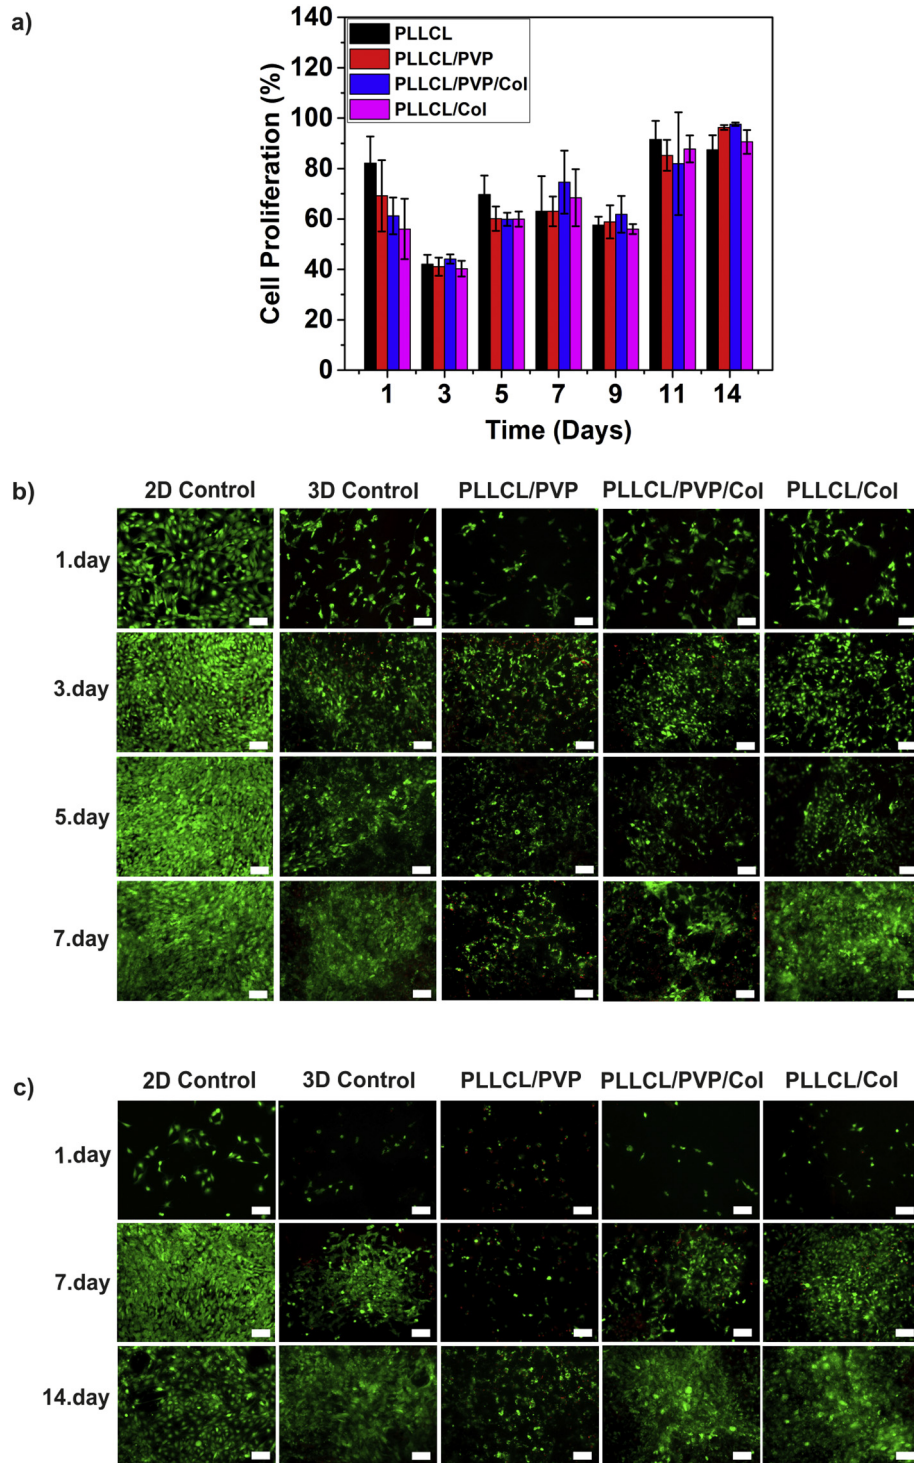 a)
140
120
100
80
60
40
20
0
Cell Proliferation (%)
PLLCL
PLLCL/PVP
PLLCL/PVP/Col
PLLCL/Col
1 3 5 7 9 11 14
Time (Days)
b)
2D Control 3D Control PLLCL/PVP PLLCL/PVP/Col PLLCL/Col
1.day
3.day
5.day
7.day
c)
2D Control 3D Control PLLCL/PVP PLLCL/PVP/Col PLLCL/Col
1.day
7.day
14.day